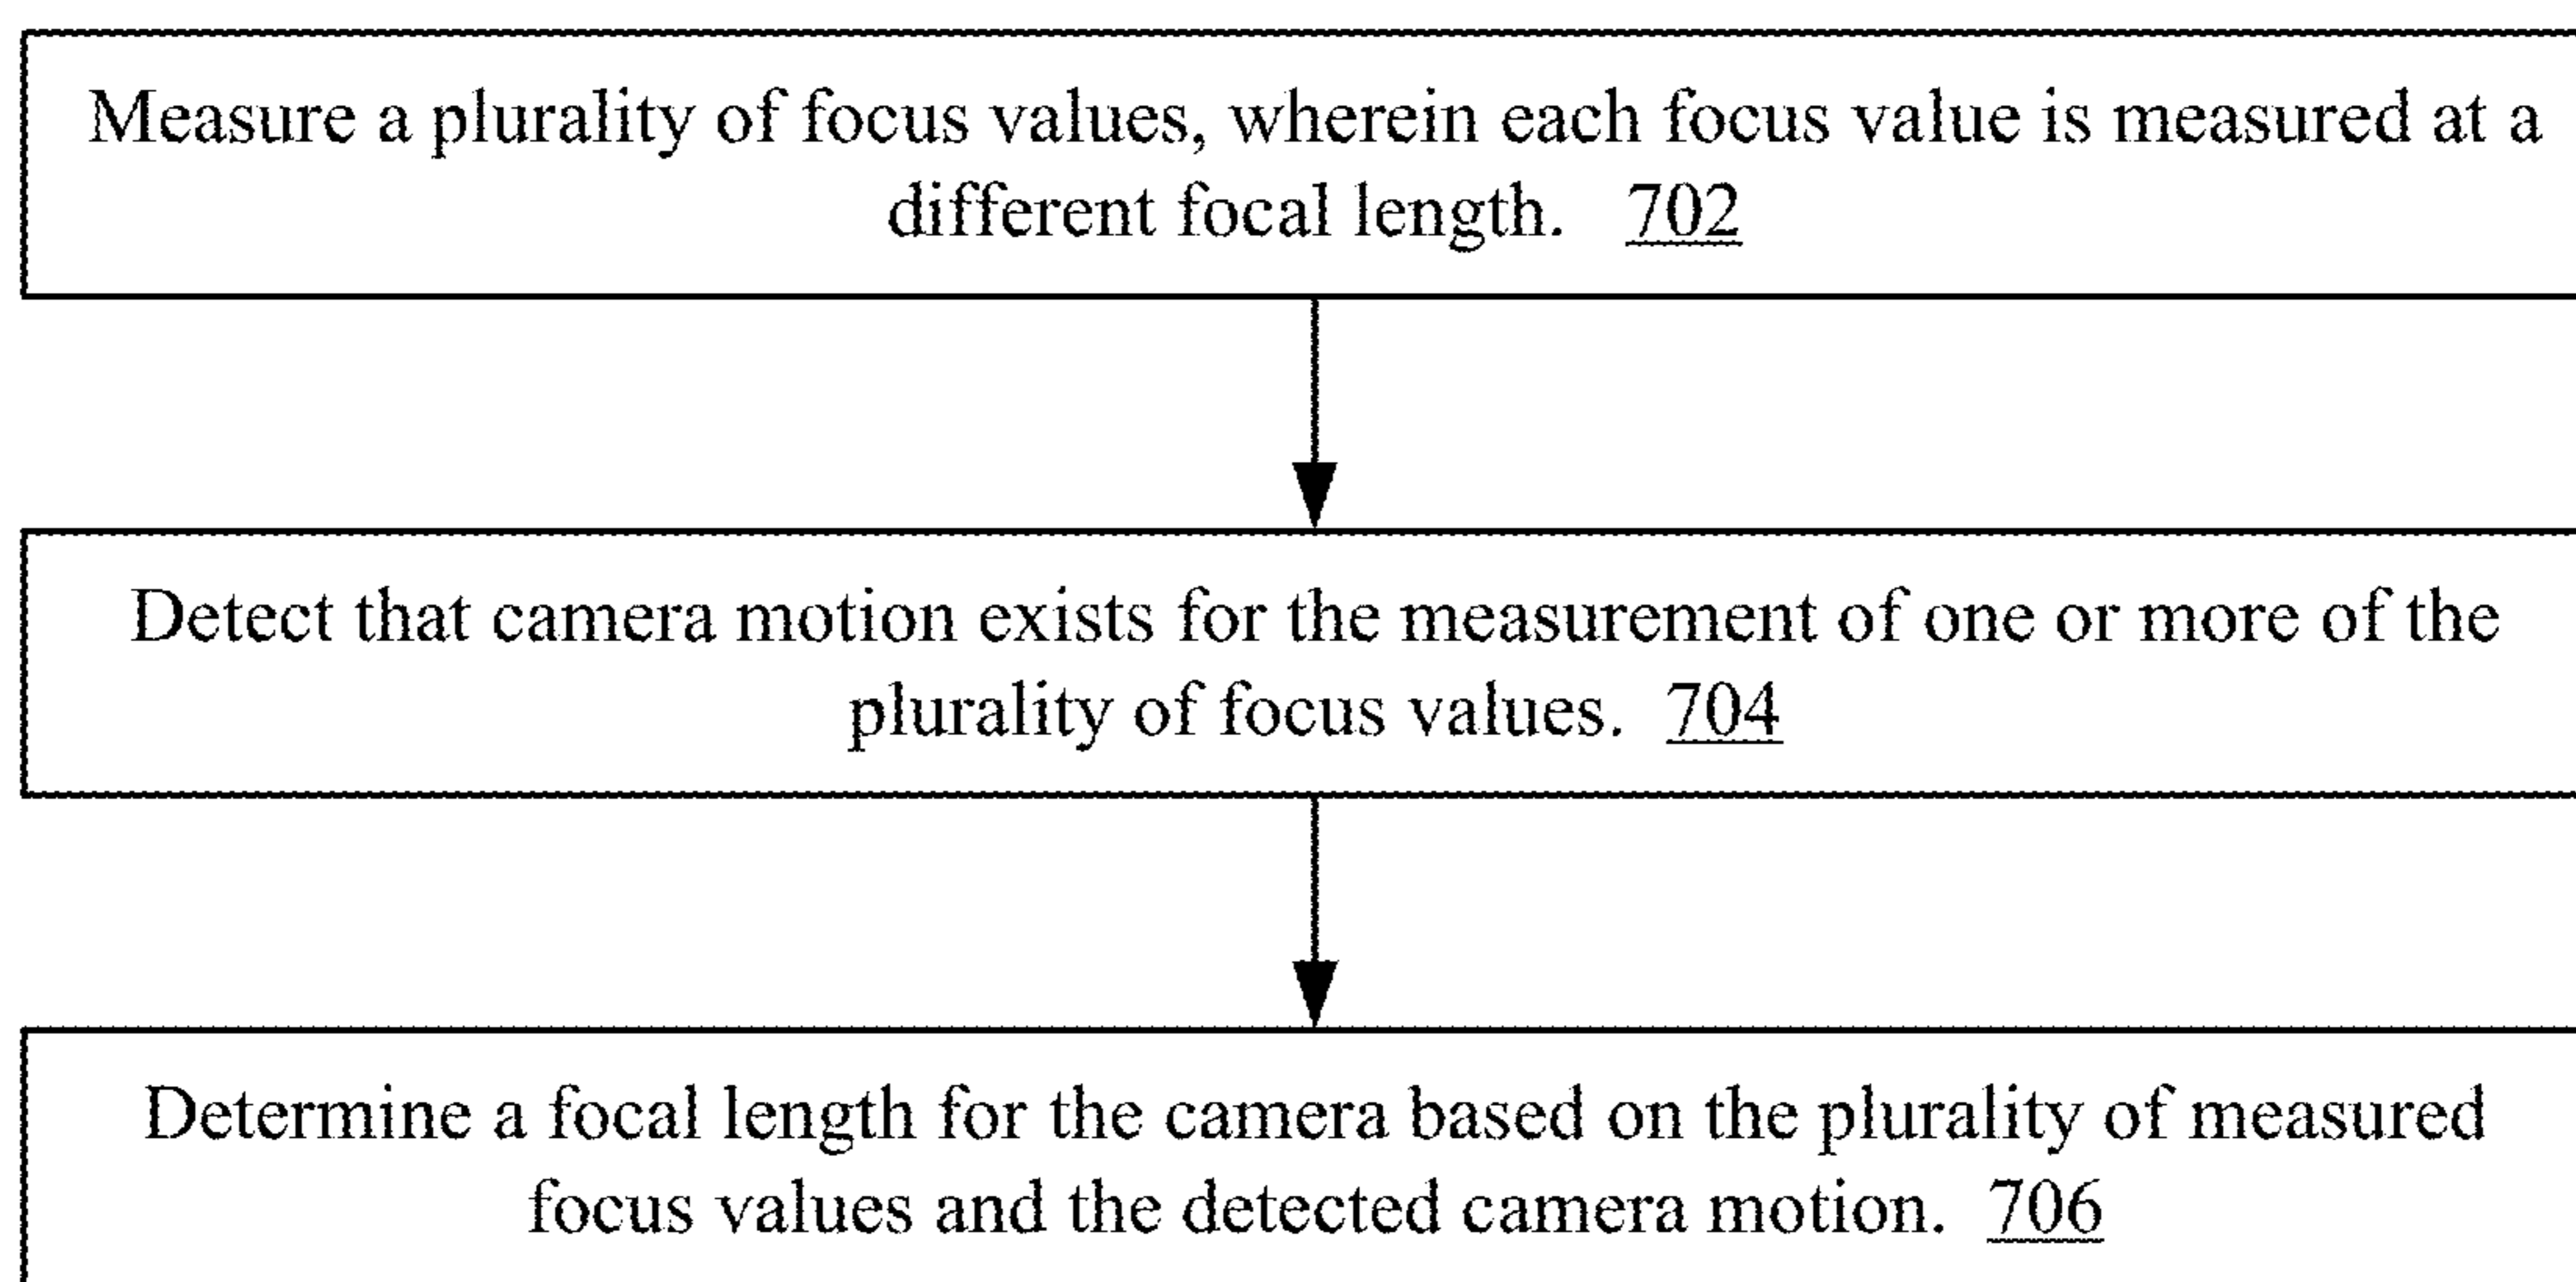 Measure a plurality of focus values, wherein each focus value is measured at a
different focal length. 702
Detect that camera motion exists for the measurement of one or more of the
plurality of focus values. 704
Determine a focal length for the camera based on the plurality of measured
focus values and the detected camera motion. 706